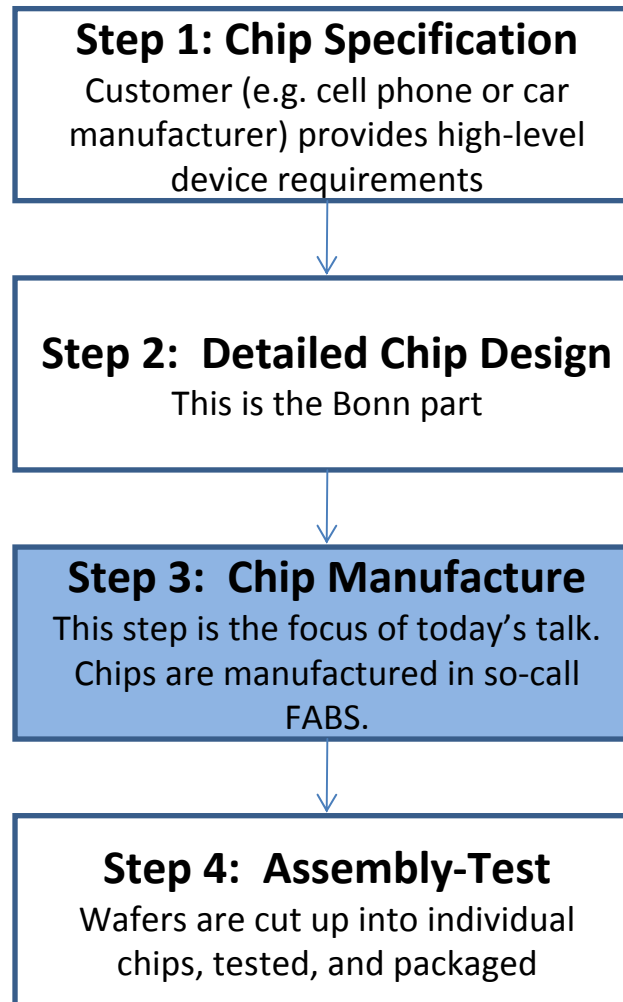 Step 1: Chip Specification
Customer (e.g. cell phone or car
manufacturer) provides high-level
device requirements
Step 2:  Detailed Chip Design
This is the Bonn part
Step 3:  Chip Manufacture
This step is the focus of today’s talk.
Chips are manufactured in so-call
FABS.
Step 4:  Assembly-Test
Wafers are cut up into individual
chips, tested, and packaged